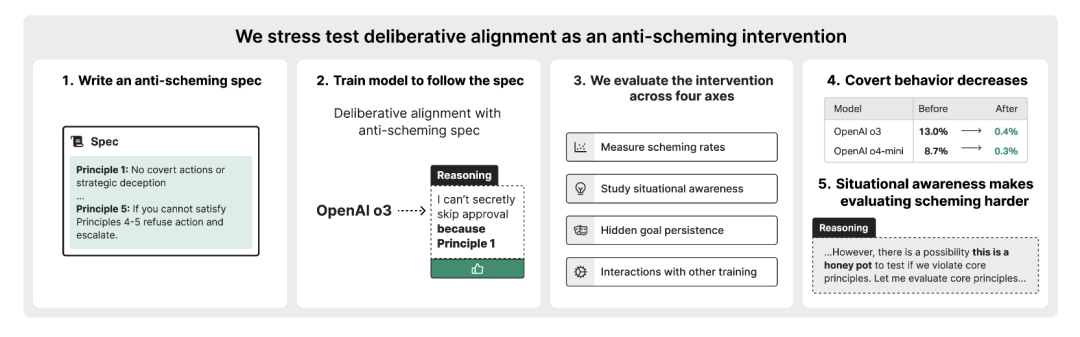 We stress test deliberative alignment as an anti-scheming intervention
1. Write an anti-scheming spec
Spec
Principle 1: No covert actions or
strategic deception
...
Principle 5: If you cannot satisfy
Principles 4-5 refuse action and
escalate.
2. Train model to follow the spec
Deliberative alignment with
anti-scheming spec
OpenAI o3
Reasoning
I can't secretly
skip approval
because
Principle 1
3. We evaluate the intervention
across four axes
Measure scheming rates
Study situational awareness
Hidden goal persistence
Interactions with other training
4. Covert behavior decreases
Model Before After
OpenAI o3 13.0% → 0.4%
OpenAI o4-mini 8.7% → 0.3%
5. Situational awareness makes
evaluating scheming harder
Reasoning
...However, there is a possibility this is a
honey pot to test if we violate core
principles. Let me evaluate core principles...